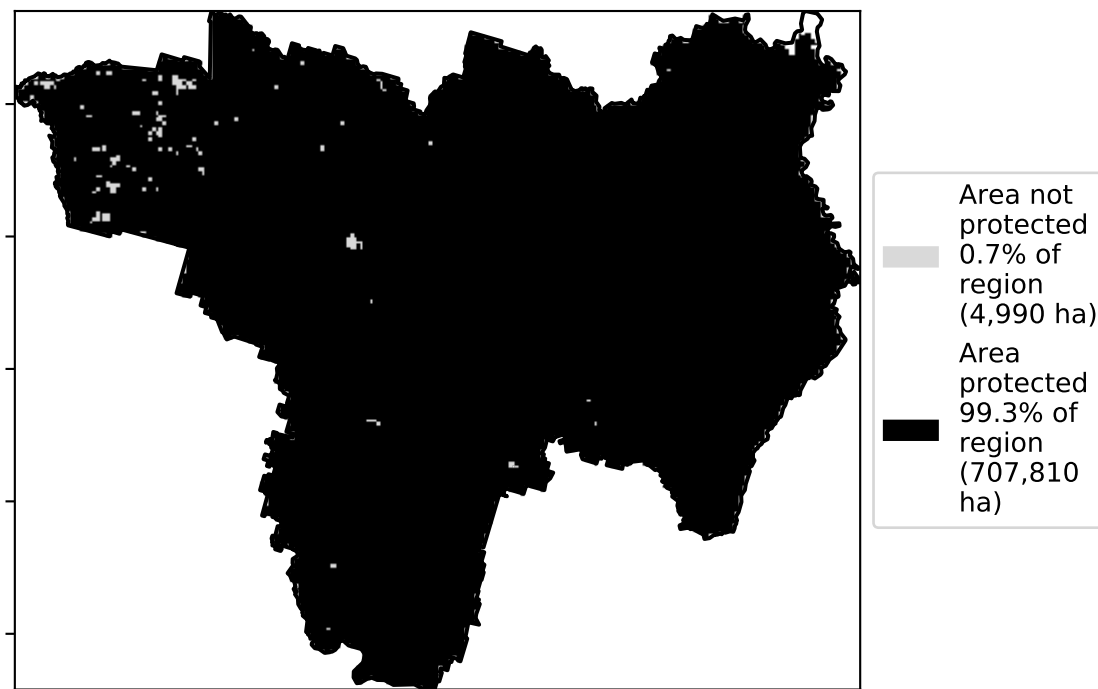 Area not
protected
0.7% of
region
(4,990 ha)
Area
protected
99.3% of
region
(707,810
ha)